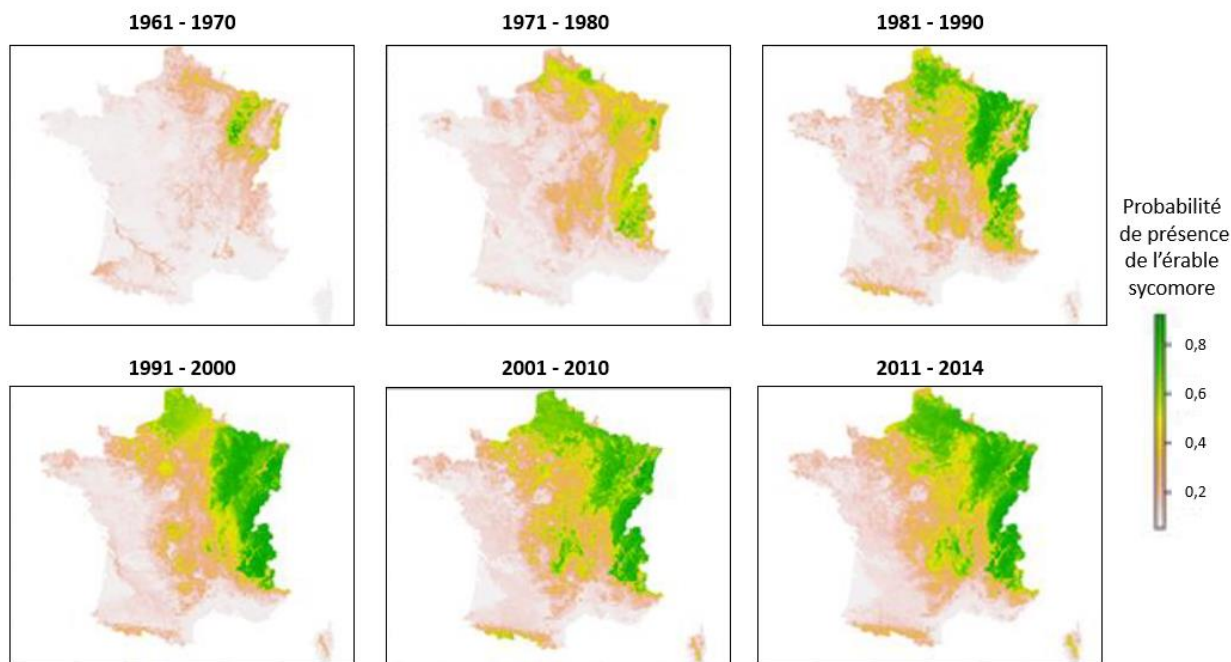 1961 - 1970
1971 - 1980
1981 - 1990
1991 - 2000
2001 - 2010
2011 - 2014
Probabilité
de présence
de l’érable
sycomore
0,8
0,6
0,4
0,2